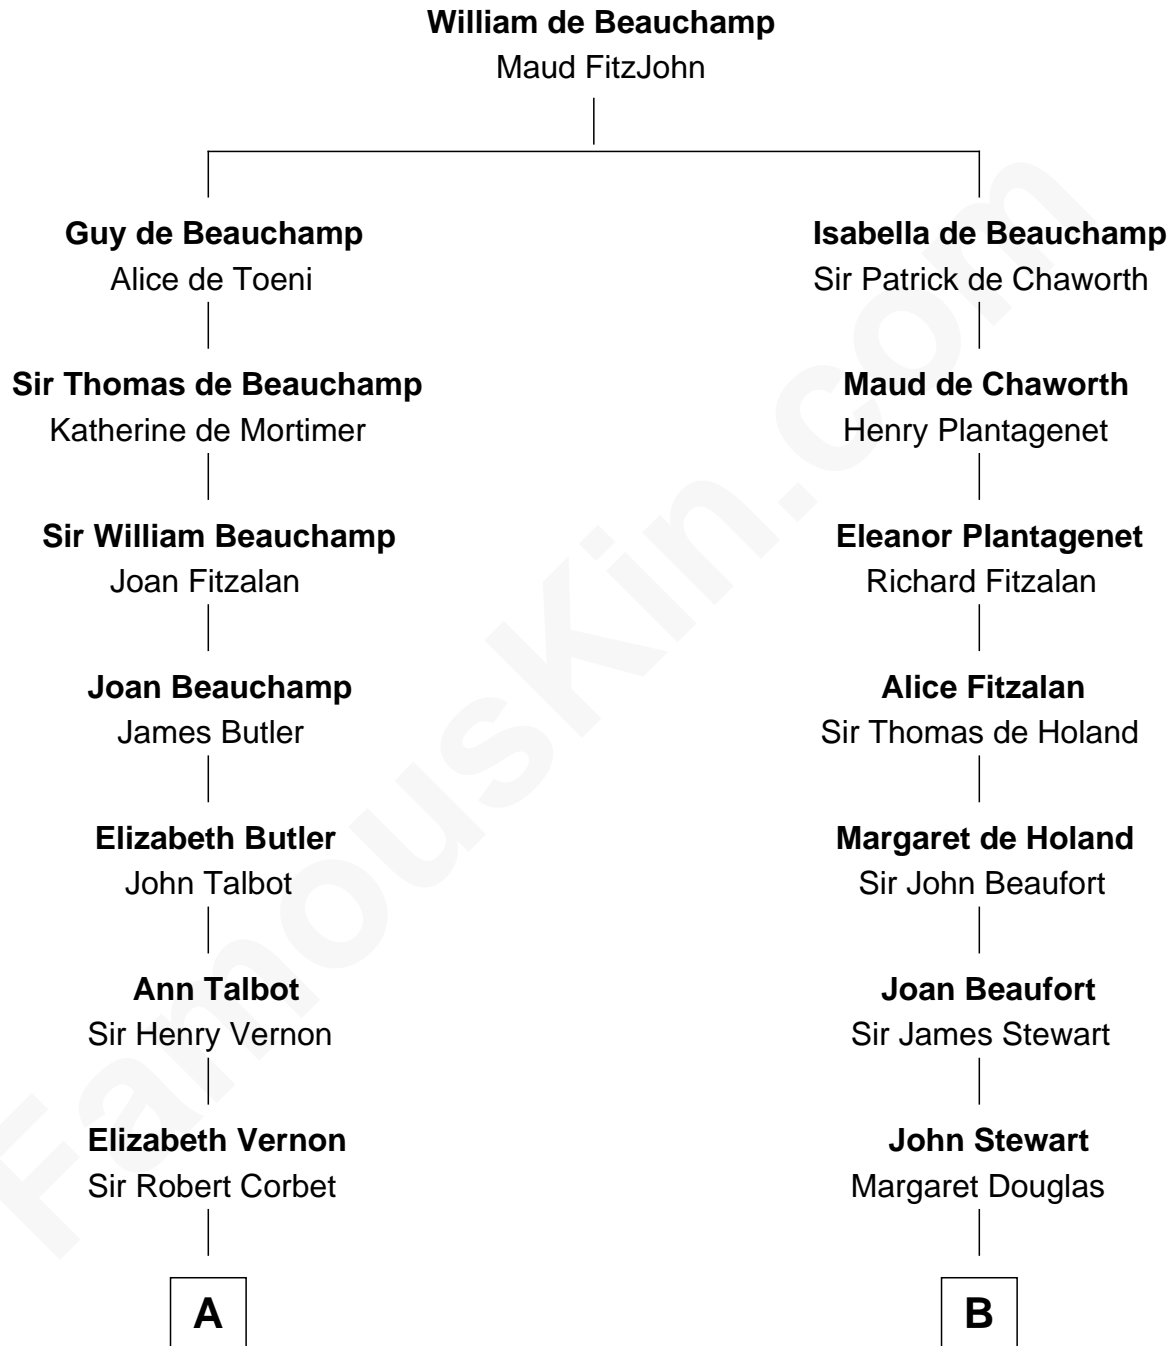 William de Beauchamp
Maud FitzJohn
Guy de Beauchamp
Alice de Toeni
Isabella de Beauchamp
Sir Patrick de Chaworth
Sir Thomas de Beauchamp
Katherine de Mortimer
Maud de Chaworth
Henry Plantagenet
Sir William Beauchamp
Joan Fitzalan
Eleanor Plantagenet
Richard Fitzalan
Joan Beauchamp
James Butler
Alice Fitzalan
Sir Thomas de Holand
Elizabeth Butler
John Talbot
Margaret de Holand
Sir John Beaufort
Ann Talbot
Sir Henry Vernon
Joan Beaufort
Sir James Stewart
Elizabeth Vernon
Sir Robert Corbet
John Stewart
Margaret Douglas
A
B
FamousKin.com